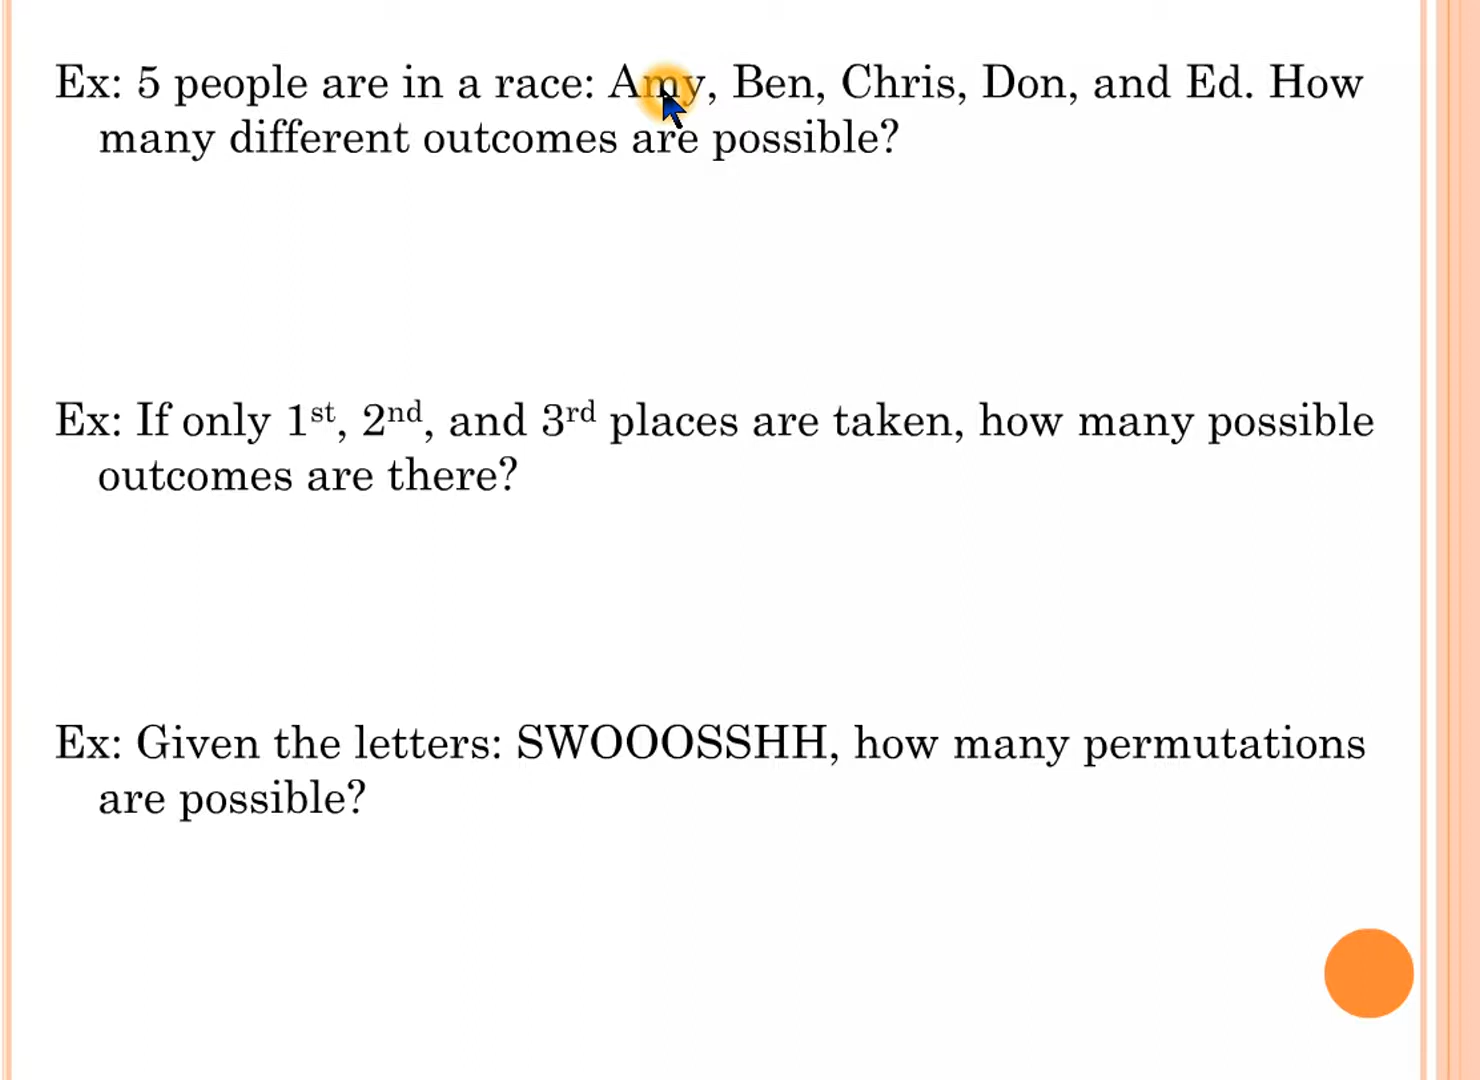 Ex: 5 people are in a race: Amy, Ben, Chris, Don, and Ed. How
many different outcomes are possible?
Ex: If only 1st, 2nd, and 3rd places are taken, how many possible
outcomes are there?
Ex: Given the letters: SWOOOSSHH, how many permutations
are possible?